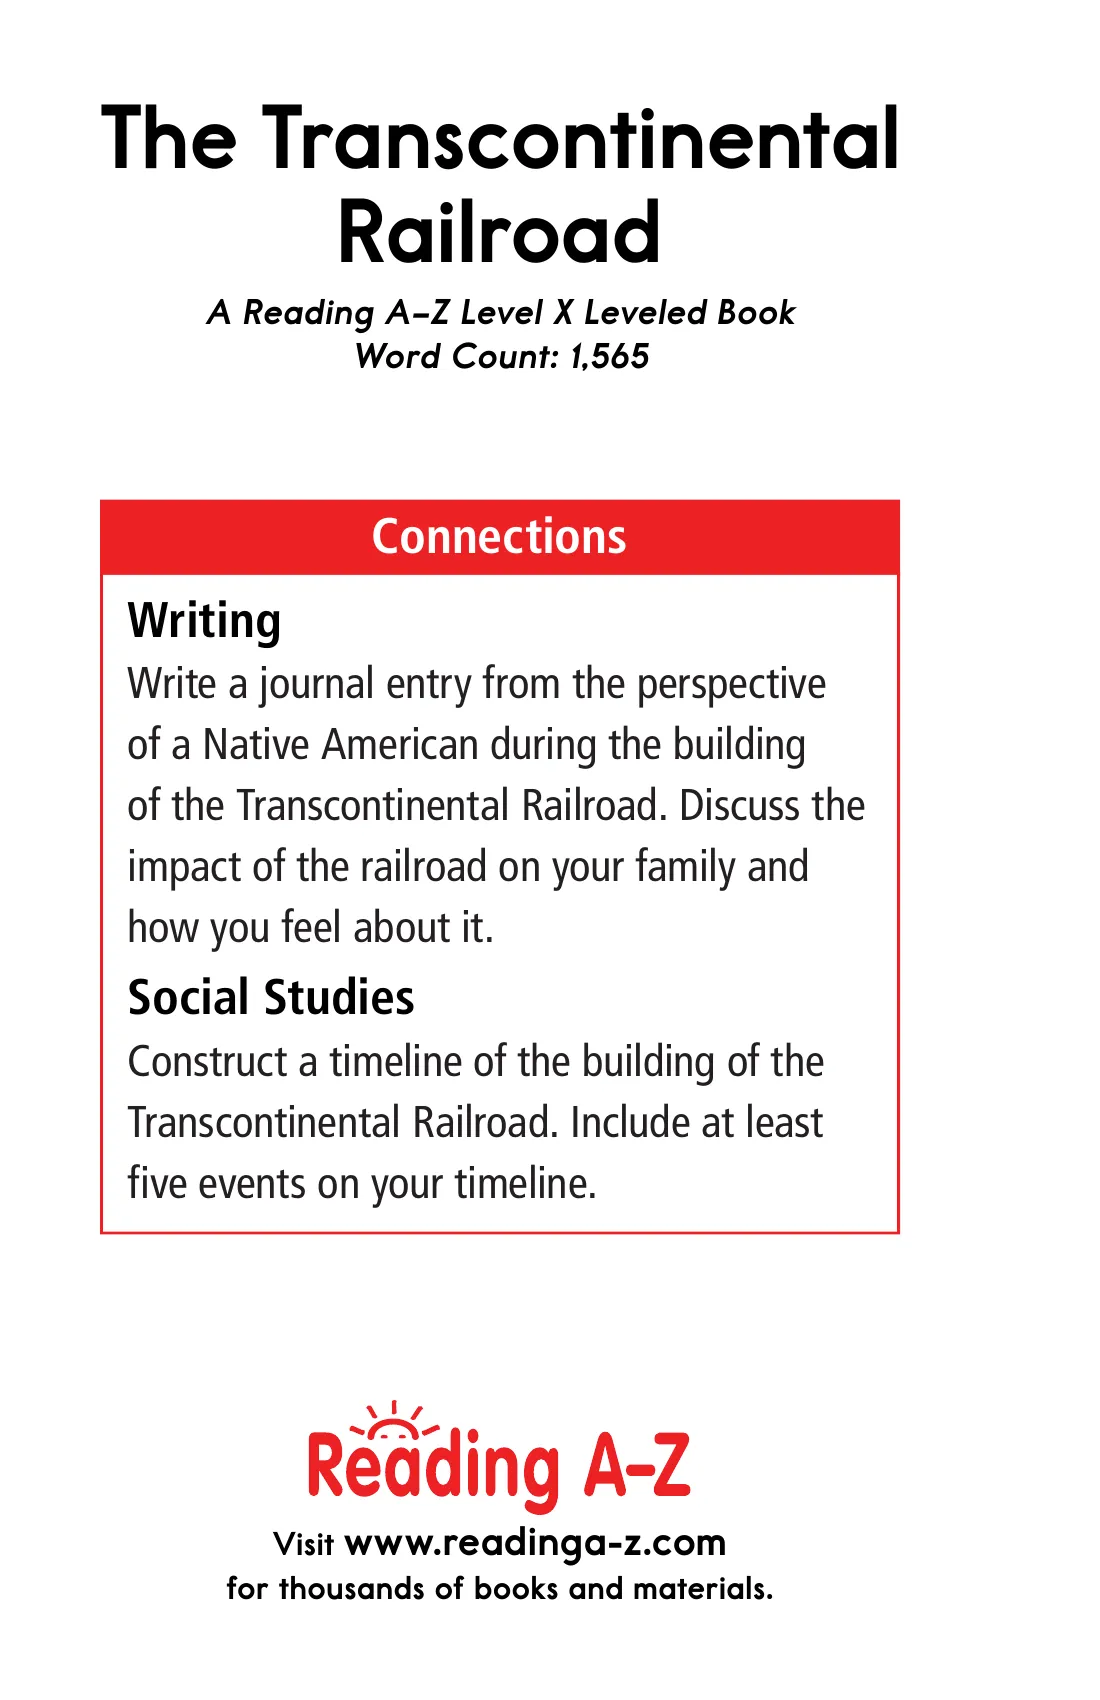 The Transcontinental
Railroad
A Reading A–Z Level X Leveled Book
Word Count: 1,565
Connections
Writing
Write a journal entry from the perspective
of a Native American during the building
of the Transcontinental Railroad. Discuss the
impact of the railroad on your family and
how you feel about it.
Social Studies
Construct a timeline of the building of the
Transcontinental Railroad. Include at least
five events on your timeline.
Reading A–Z
Visit www.readinga-z.com
for thousands of books and materials.